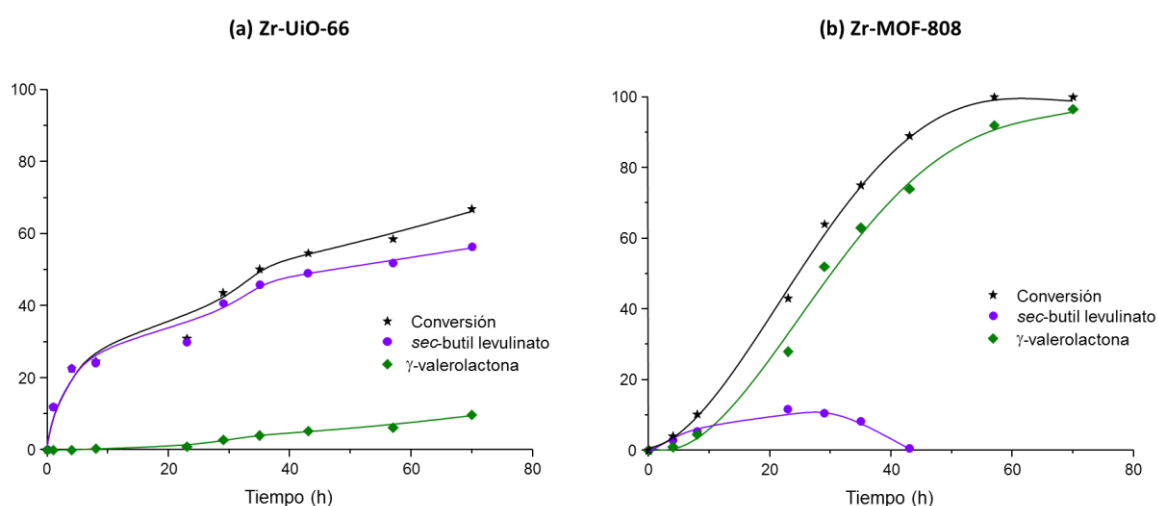 (a) Zr-UiO-66
100
80
60
40
20
0
0
20
40
60
80
Tiempo (h)
Conversión
sec-butil levulinato
γ-valerolactona
(b) Zr-MOF-808
100
80
60
40
20
0
0
20
40
60
80
Tiempo (h)
Conversión
sec-butil levulinato
γ-valerolactona